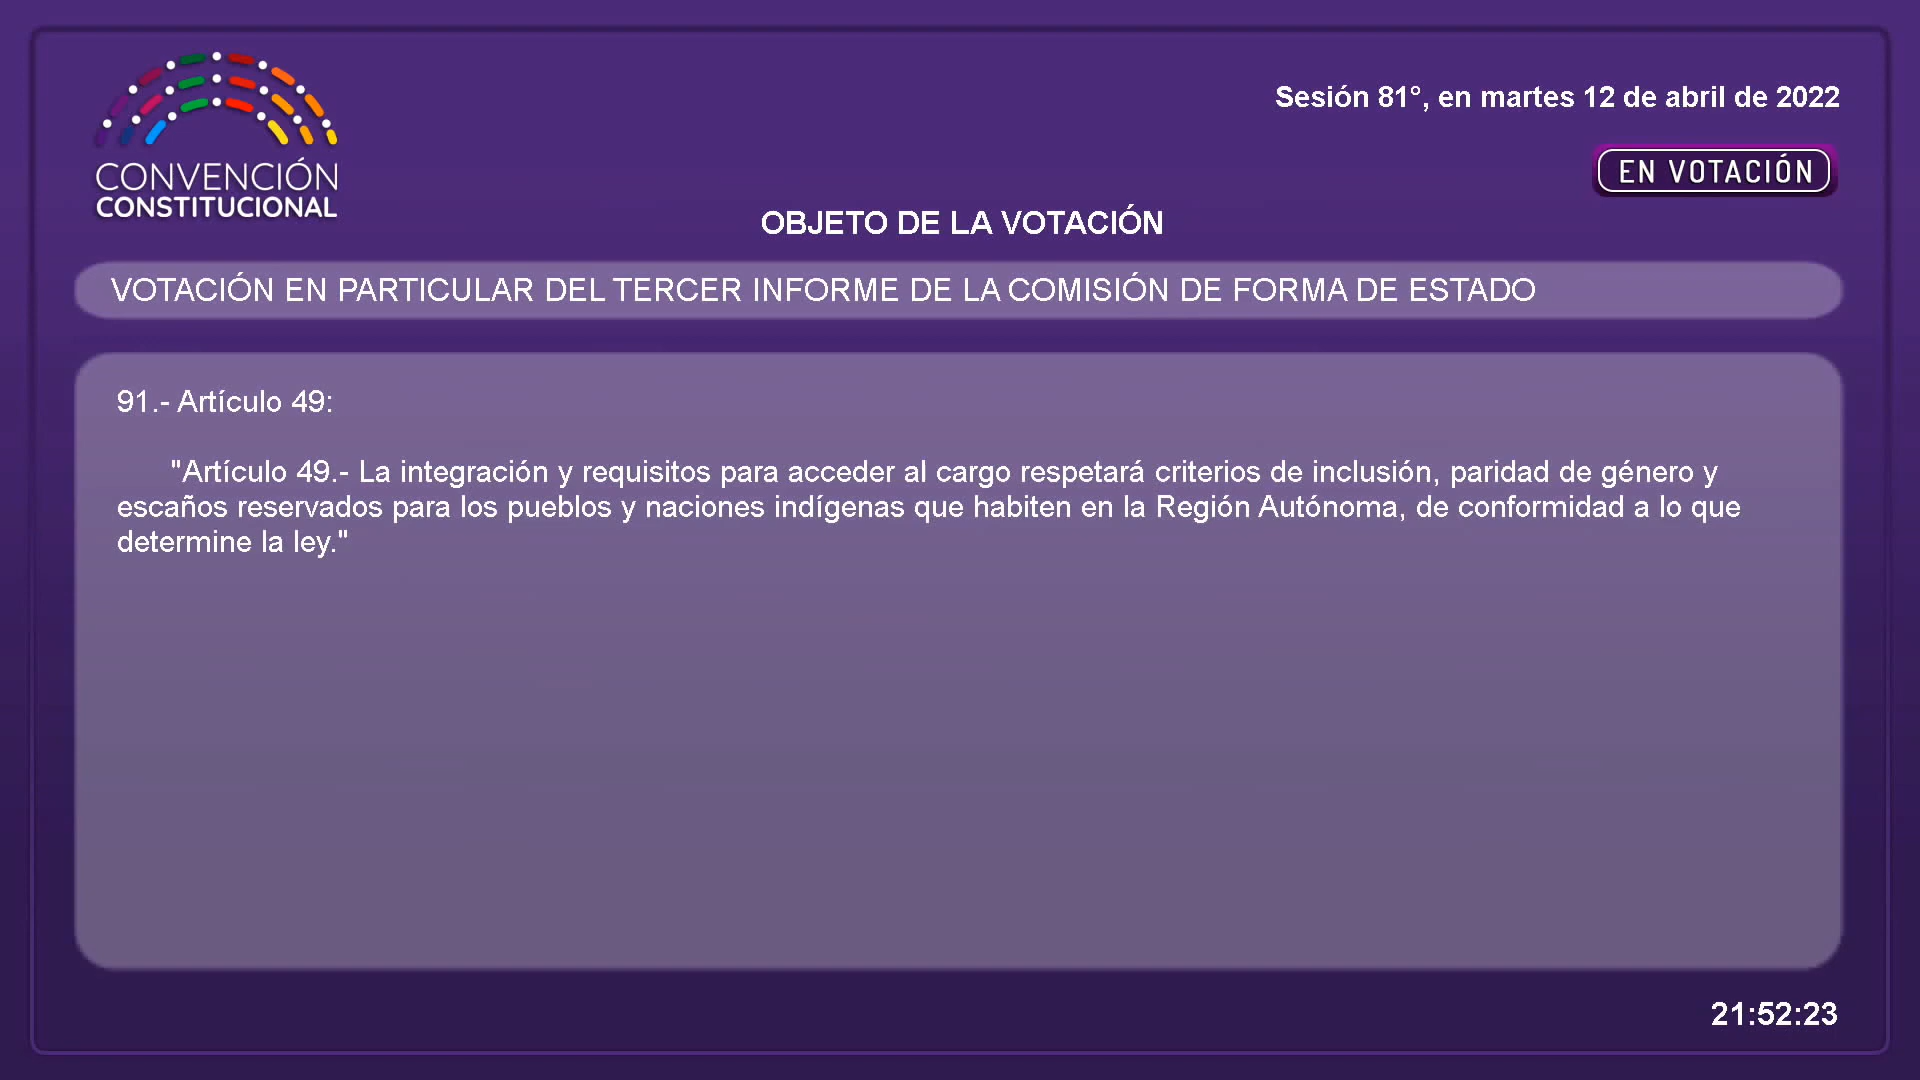 CONVENCIÓN
CONSTITUCIONAL
Sesión 81°, en martes 12 de abril de 2022
EN VOTACIÓN
OBJETO DE LA VOTACIÓN
VOTACIÓN EN PARTICULAR DEL TERCER INFORME DE LA COMISIÓN DE FORMA DE ESTADO
91.- Artículo 49:
"Artículo 49.- La integración y requisitos para acceder al cargo respetará criterios de inclusión, paridad de género y
escaños reservados para los pueblos y naciones indígenas que habiten en la Región Autónoma, de conformidad a lo que
determine la ley."
21:52:23